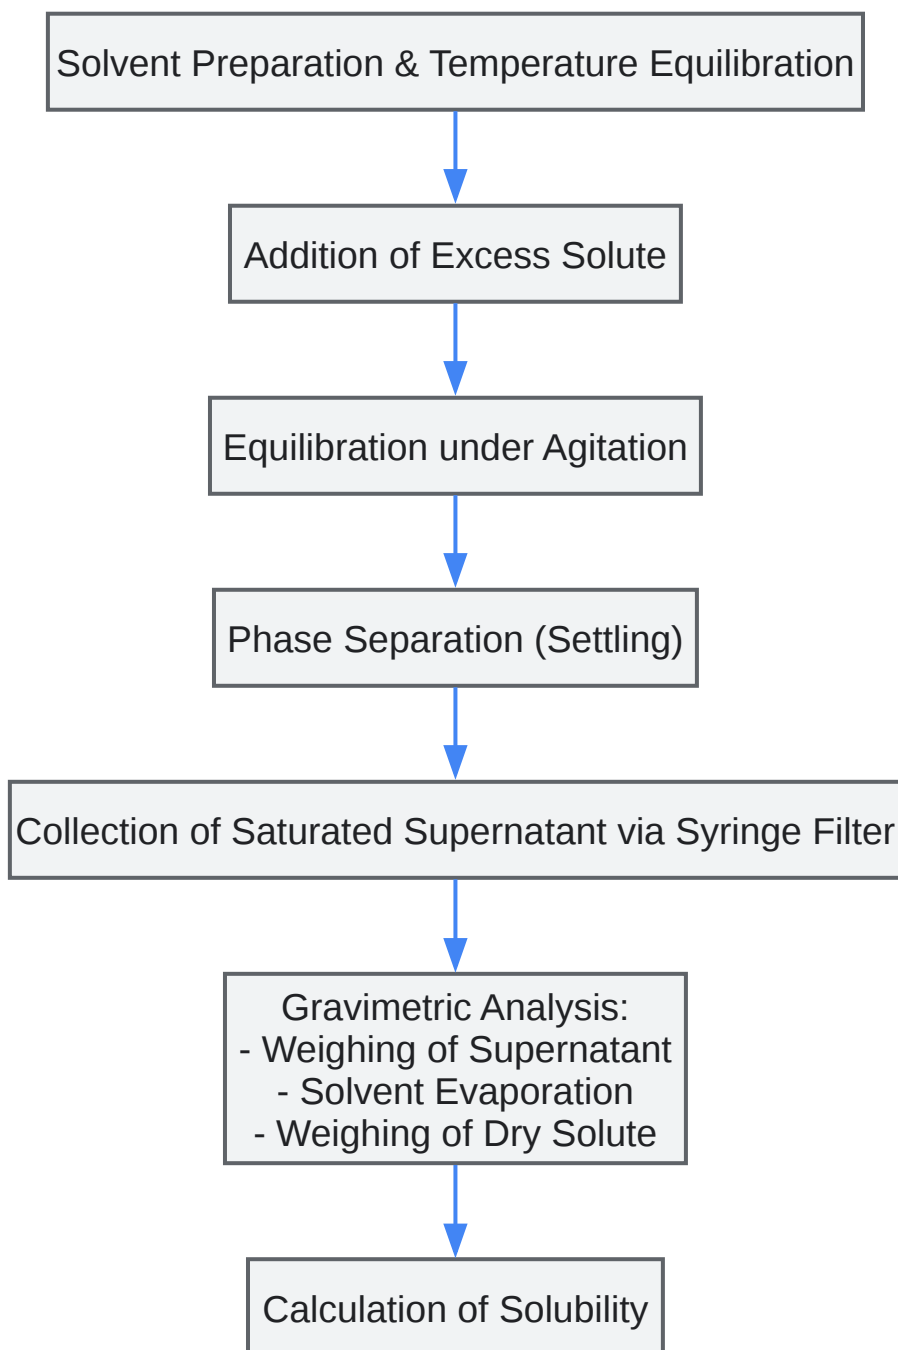 Solvent Preparation & Temperature Equilibration
Addition of Excess Solute
Equilibration under Agitation
Phase Separation (Settling)
Collection of Saturated Supernatant via Syringe Filter
Gravimetric Analysis:
- Weighing of Supernatant
- Solvent Evaporation
- Weighing of Dry Solute
Calculation of Solubility